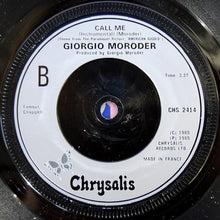 CALL ME
(Instrumental) (Moroder)
(Theme from the Paramount Picture "AMERICAN GIGOLO")
GIORGIO MORODER
Produced by Giorgio Moroder
B
Time: 3.27
CHS 2414
(C) 1980
(P) 1980
CHRYSALIS
RECORDS LTD.
MADE IN FRANCE
Chrysalis